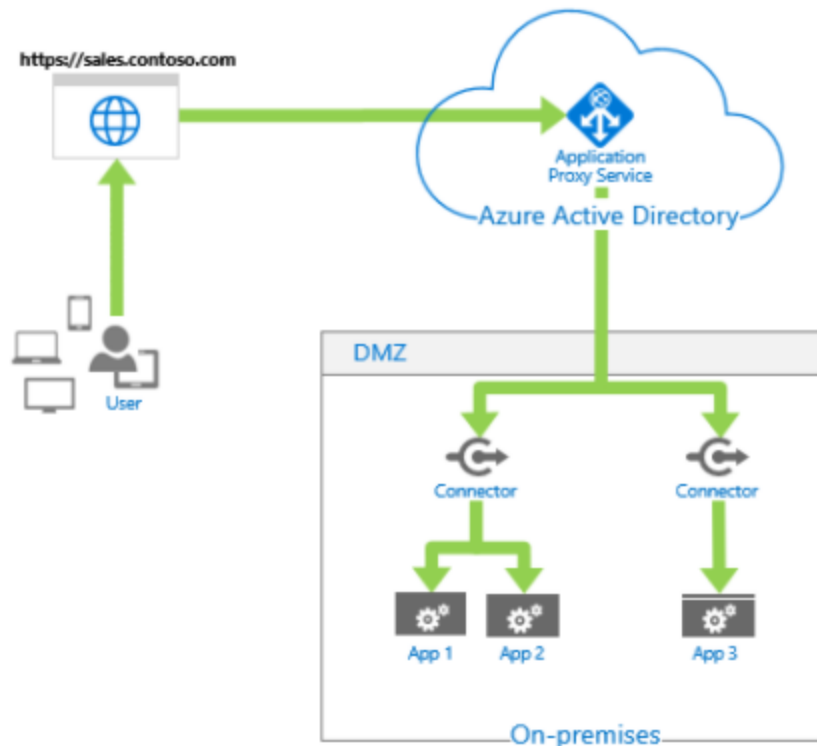 https://sales.contoso.com
Application
Proxy Service
Azure Active Directory
User
DMZ
Connector
Connector
App 1
App 2
App 3
On-premises